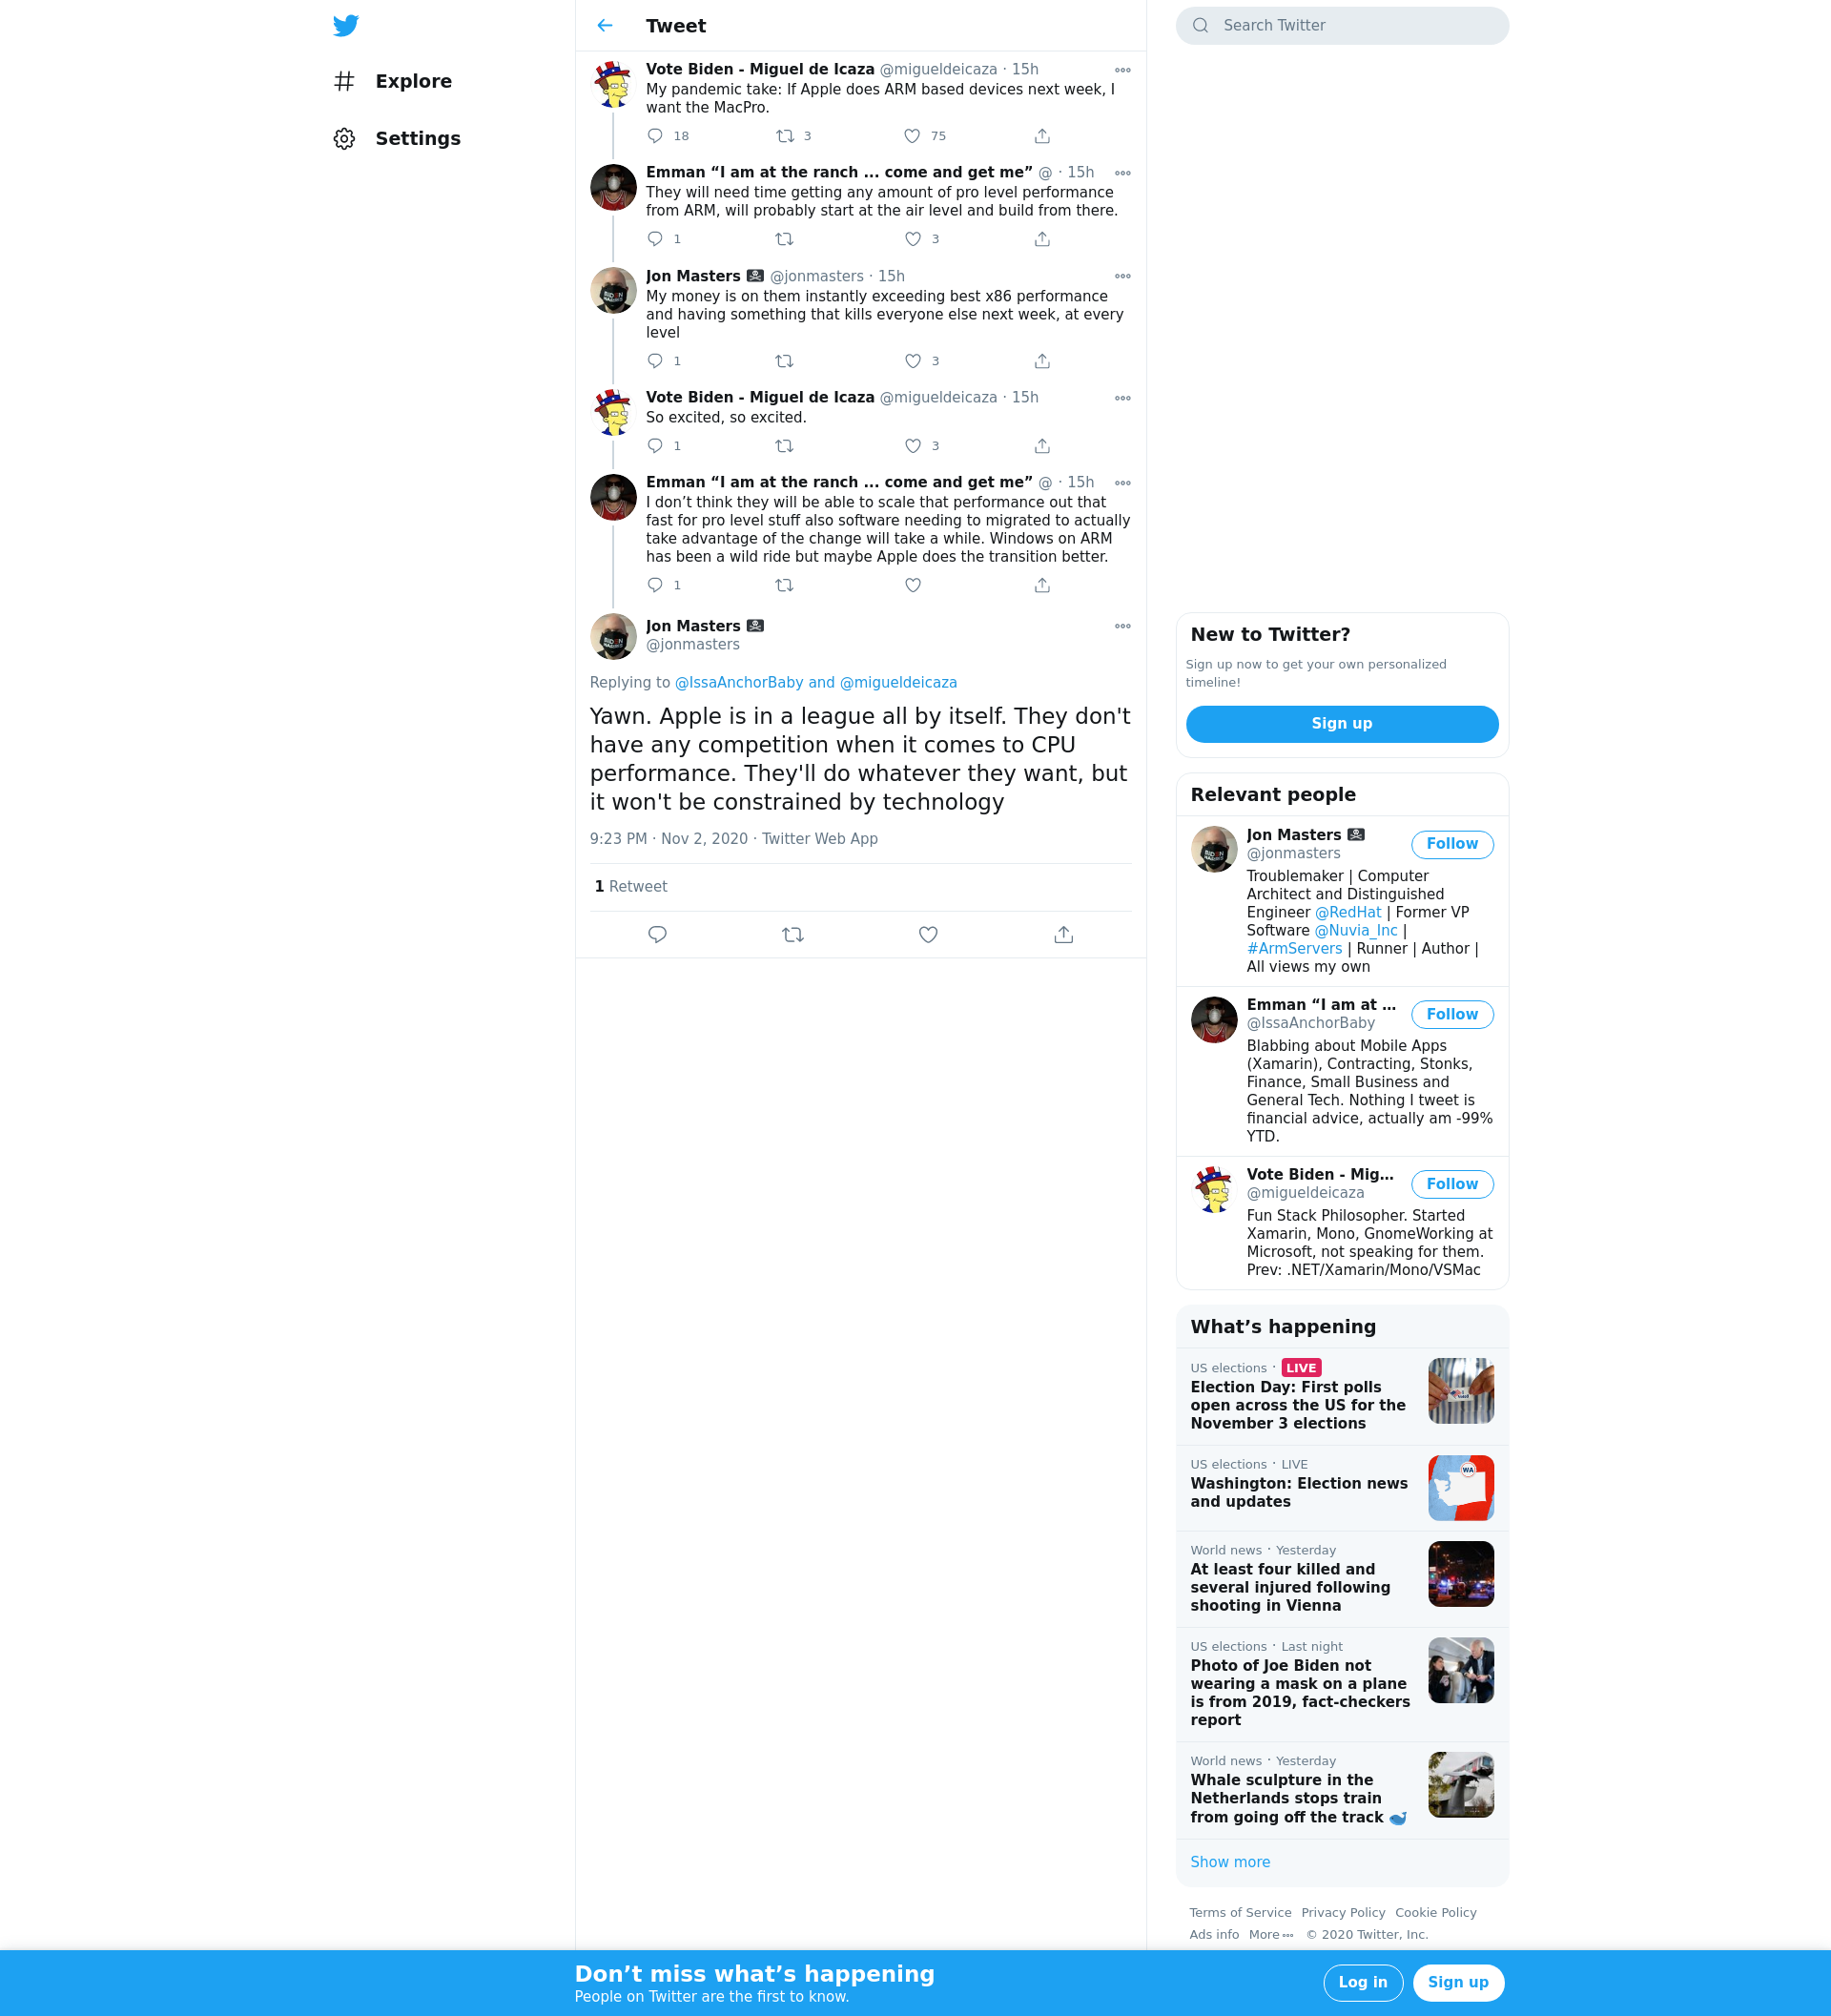 Explore
Settings
Tweet
Vote Biden - Miguel de Icaza @migueldeicaza · 15h
My pandemic take: If Apple does ARM based devices next week, I
want the MacPro.
18 3 75
Emman “I am at the ranch ... come and get me” @ · 15h
They will need time getting any amount of pro level performance
from ARM, will probably start at the air level and build from there.
1 3
Jon Masters 🏴‍☠️ @jonmasters · 15h
My money is on them instantly exceeding best x86 performance
and having something that kills everyone else next week, at every
level
1 3
Vote Biden - Miguel de Icaza @migueldeicaza · 15h
So excited, so excited.
1 3
Emman “I am at the ranch ... come and get me” @ · 15h
I don’t think they will be able to scale that performance out that
fast for pro level stuff also software needing to migrated to actually
take advantage of the change will take a while. Windows on ARM
has been a wild ride but maybe Apple does the transition better.
1
Jon Masters 🏴‍☠️
@jonmasters
Replying to @IssaAnchorBaby and @migueldeicaza
Yawn. Apple is in a league all by itself. They don't
have any competition when it comes to CPU
performance. They'll do whatever they want, but
it won't be constrained by technology
9:23 PM · Nov 2, 2020 · Twitter Web App
1 Retweet
Search Twitter
New to Twitter?
Sign up now to get your own personalized
timeline!
Sign up
Relevant people
Jon Masters 🏴‍☠️
@jonmasters
Follow
Troublemaker | Computer
Architect and Distinguished
Engineer @RedHat | Former VP
Software @Nuvia_Inc |
#ArmServers | Runner | Author |
All views my own
Emman “I am at ...
@IssaAnchorBaby
Follow
Blabbing about Mobile Apps
(Xamarin), Contracting, Stonks,
Finance, Small Business and
General Tech. Nothing I tweet is
financial advice, actually am -99%
YTD.
Vote Biden - Mig...
@migueldeicaza
Follow
Fun Stack Philosopher. Started
Xamarin, Mono, GnomeWorking at
Microsoft, not speaking for them.
Prev: .NET/Xamarin/Mono/VSMac
What’s happening
US elections · LIVE
Election Day: First polls
open across the US for the
November 3 elections
US elections · LIVE
Washington: Election news
and updates
WA
World news · Yesterday
At least four killed and
several injured following
shooting in Vienna
US elections · Last night
Photo of Joe Biden not
wearing a mask on a plane
is from 2019, fact-checkers
report
World news · Yesterday
Whale sculpture in the
Netherlands stops train
from going off the track 🐋
Show more
Terms of Service Privacy Policy Cookie Policy
Ads info More © 2020 Twitter, Inc.
Don’t miss what’s happening
People on Twitter are the first to know.
Log in
Sign up